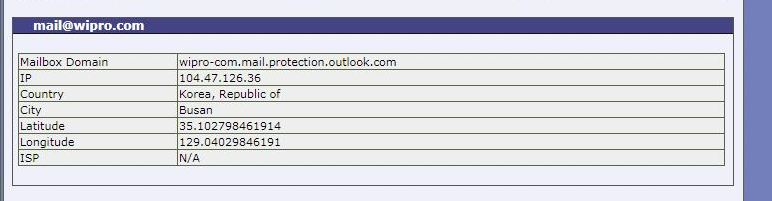 mail@wipro.com
Mailbox Domain wipro-com.mail.protection.outlook.com
IP 104.47.126.36
Country Korea, Republic of
City Busan
Latitude 35.102798461914
Longitude 129.04029846191
ISP N/A